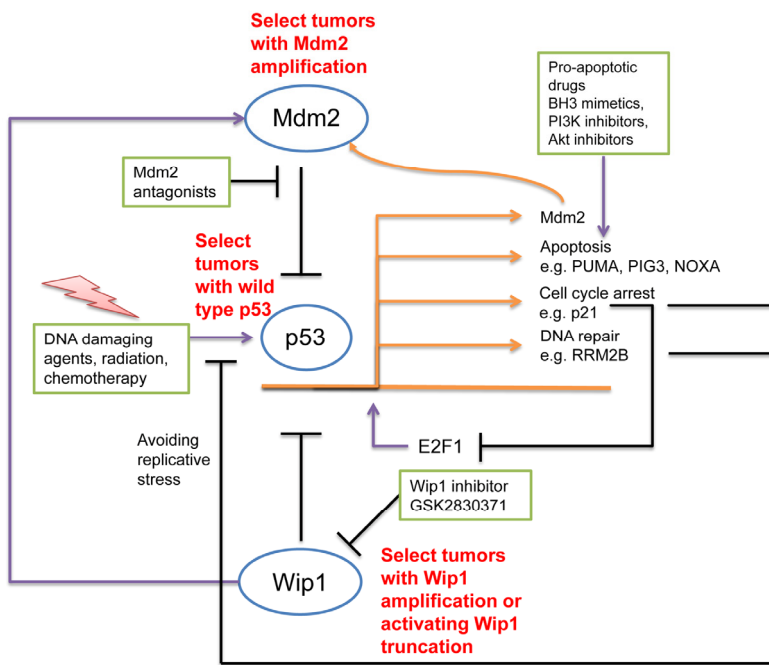 Select tumors
with Mdm2
amplification
Mdm2
Pro-apoptotic
drugs
BH3 mimetics,
PI3K inhibitors,
Akt inhibitors
Mdm2
antagonists
Select
tumors
with wild
type p53
Mdm2
Apoptosis
e.g. PUMA, PIG3, NOXA
Cell cycle arrest
e.g. p21
DNA repair
e.g. RRM2B
DNA damaging
agents, radiation,
chemotherapy
p53
Avoiding
replicative
stress
E2F1
Wip1 inhibitor
GSK2830371
Wip1
Select tumors
with Wip1
amplification or
activating Wip1
truncation